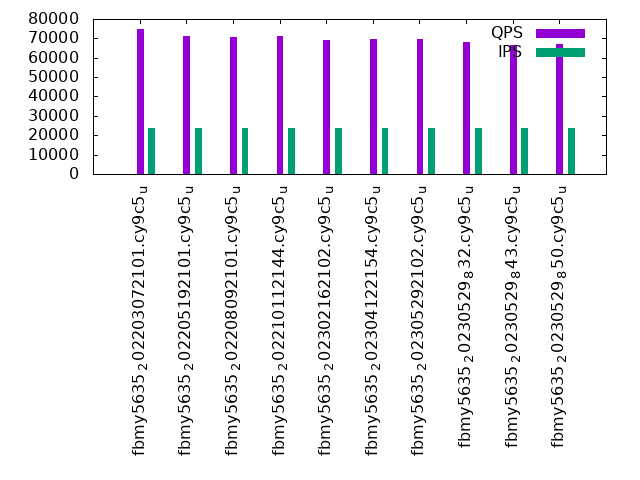 80000
70000
60000
50000
40000
30000
20000
10000
0
QPS
IPS
fbmy5635₂02203072101.cy9c5ᵤ
fbmy5635₂02205192101.cy9c5ᵤ
fbmy5635₂02208092101.cy9c5ᵤ
fbmy5635₂02210112144.cy9c5ᵤ
fbmy5635₂02302162102.cy9c5ᵤ
fbmy5635₂02304122154.cy9c5ᵤ
fbmy5635₂02305292102.cy9c5ᵤ
fbmy5635₂0230529₈32.cy9c5ᵤ
fbmy5635₂0230529₈43.cy9c5ᵤ
fbmy5635₂0230529₈50.cy9c5ᵤ